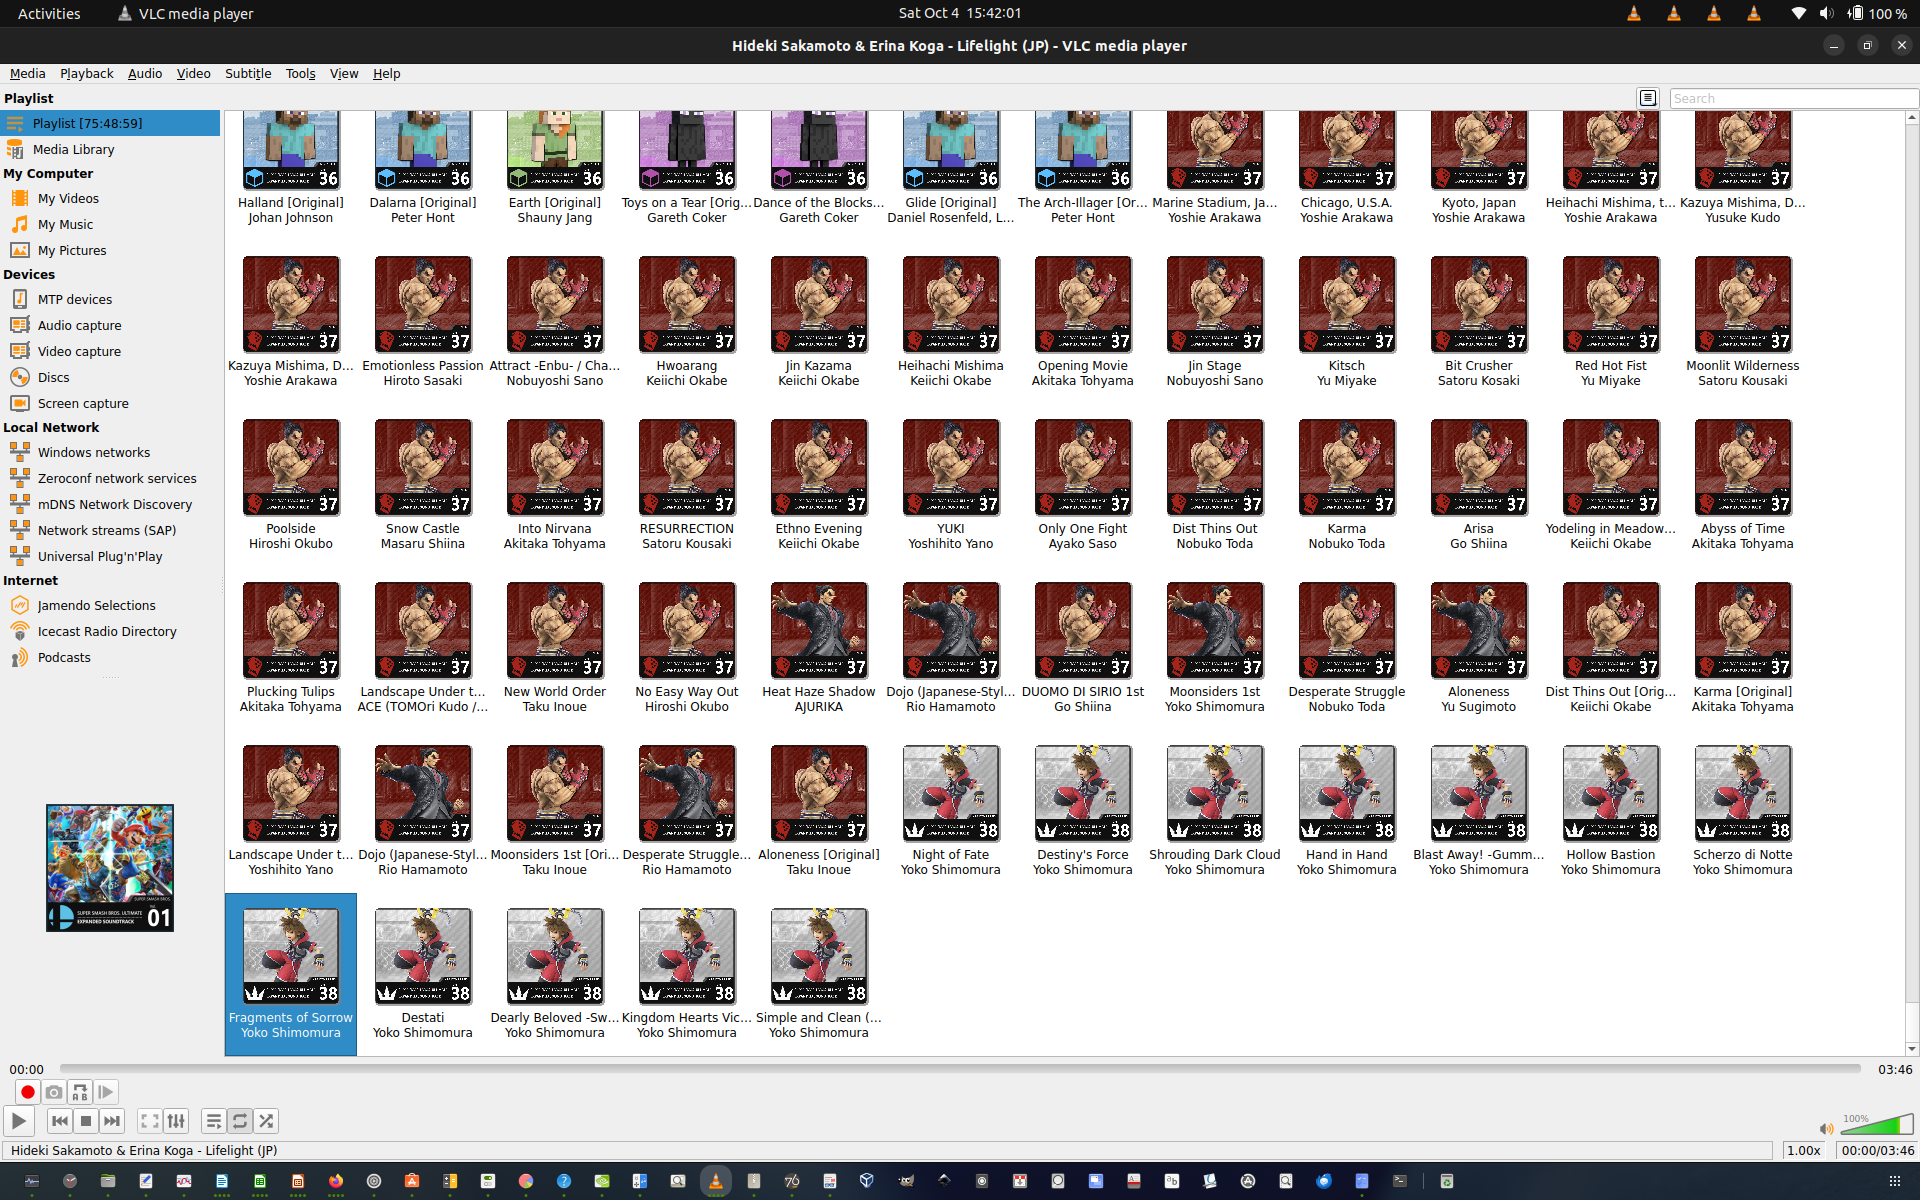 Activities
VLC media player
Sat Oct 4 15:42:01
100 %
Hideki Sakamoto & Erina Koga - Lifelight (JP) - VLC media player
Media Playback Audio Video Subtitle Tools View Help
Playlist
Search
Playlist [75:48:59]
Media Library
My Computer
My Videos
My Music
My Pictures
Devices
MTP devices
Audio capture
Video capture
Discs
Screen capture
Local Network
Windows networks
Zeroconf network services
mDNS Network Discovery
Network streams (SAP)
Universal Plug'n'Play
Internet
Jamendo Selections
Icecast Radio Directory
Podcasts
SUPER SMASH BROS. ULTIMATE
EXPANDED SOUNDTRACK
01
36 36 36 36 36 36 36 37 37 37 37 37
Halland [Original] Dalarna [Original] Earth [Original] Toys on a Tear [Orig... Dance of the Blocks... Glide [Original] The Arch-Illager [Or... Marine Stadium, Ja... Chicago, U.S.A. Kyoto, Japan Heihachi Mishima, t... Kazuya Mishima, D...
Johan Johnson Peter Hont Shauny Jang Gareth Coker Gareth Coker Daniel Rosenfeld, L... Peter Hont Yoshie Arakawa Yoshie Arakawa Yoshie Arakawa Yoshie Arakawa Yusuke Kudo
37 37 37 37 37 37 37 37 37 37 37 37
Kazuya Mishima, D... Emotionless Passion Attract -Enbu- / Cha... Hwoarang Jin Kazama Heihachi Mishima Opening Movie Jin Stage Kitsch Bit Crusher Red Hot Fist Moonlit Wilderness
Yoshie Arakawa Hiroto Sasaki Nobuyoshi Sano Keiichi Okabe Keiichi Okabe Keiichi Okabe Akitaka Tohyama Nobuyoshi Sano Yu Miyake Satoru Kosaki Yu Miyake Satoru Kousaki
37 37 37 37 37 37 37 37 37 37 37 37
Poolside Snow Castle Into Nirvana RESURRECTION Ethno Evening YUKI Only One Fight Dist Thins Out Karma Arisa Yodeling in Meadow... Abyss of Time
Hiroshi Okubo Masaru Shiina Akitaka Tohyama Satoru Kousaki Keiichi Okabe Yoshihito Yano Ayako Saso Nobuko Toda Nobuko Toda Go Shiina Keiichi Okabe Akitaka Tohyama
37 37 37 37 37 37 37 37 37 37 37 37
Plucking Tulips Landscape Under t... New World Order No Easy Way Out Heat Haze Shadow Dojo (Japanese-Styl... DUOMO DI SIRIO 1st Moonsiders 1st Desperate Struggle Aloneness Dist Thins Out [Orig... Karma [Original]
Akitaka Tohyama ACE (TOMOri Kudo /... Taku Inoue Hiroshi Okubo AJURIKA Rio Hamamoto Go Shiina Yoko Shimomura Nobuko Toda Yu Sugimoto Keiichi Okabe Akitaka Tohyama
37 37 37 37 37 38 38 38 38 38 38 38
Landscape Under t... Dojo (Japanese-Styl... Moonsiders 1st [Ori... Desperate Struggle... Aloneness [Original] Night of Fate Destiny's Force Shrouding Dark Cloud Hand in Hand Blast Away! -Gumm... Hollow Bastion Scherzo di Notte
Yoshihito Yano Rio Hamamoto Taku Inoue Rio Hamamoto Taku Inoue Yoko Shimomura Yoko Shimomura Yoko Shimomura Yoko Shimomura Yoko Shimomura Yoko Shimomura Yoko Shimomura
38 38 38 38 38
Fragments of Sorrow Destati Dearly Beloved -Sw... Kingdom Hearts Vic... Simple and Clean (...
Yoko Shimomura Yoko Shimomura Yoko Shimomura Yoko Shimomura Yoko Shimomura
00:00
03:46
100%
Hideki Sakamoto & Erina Koga - Lifelight (JP)
1.00x
00:00/03:46